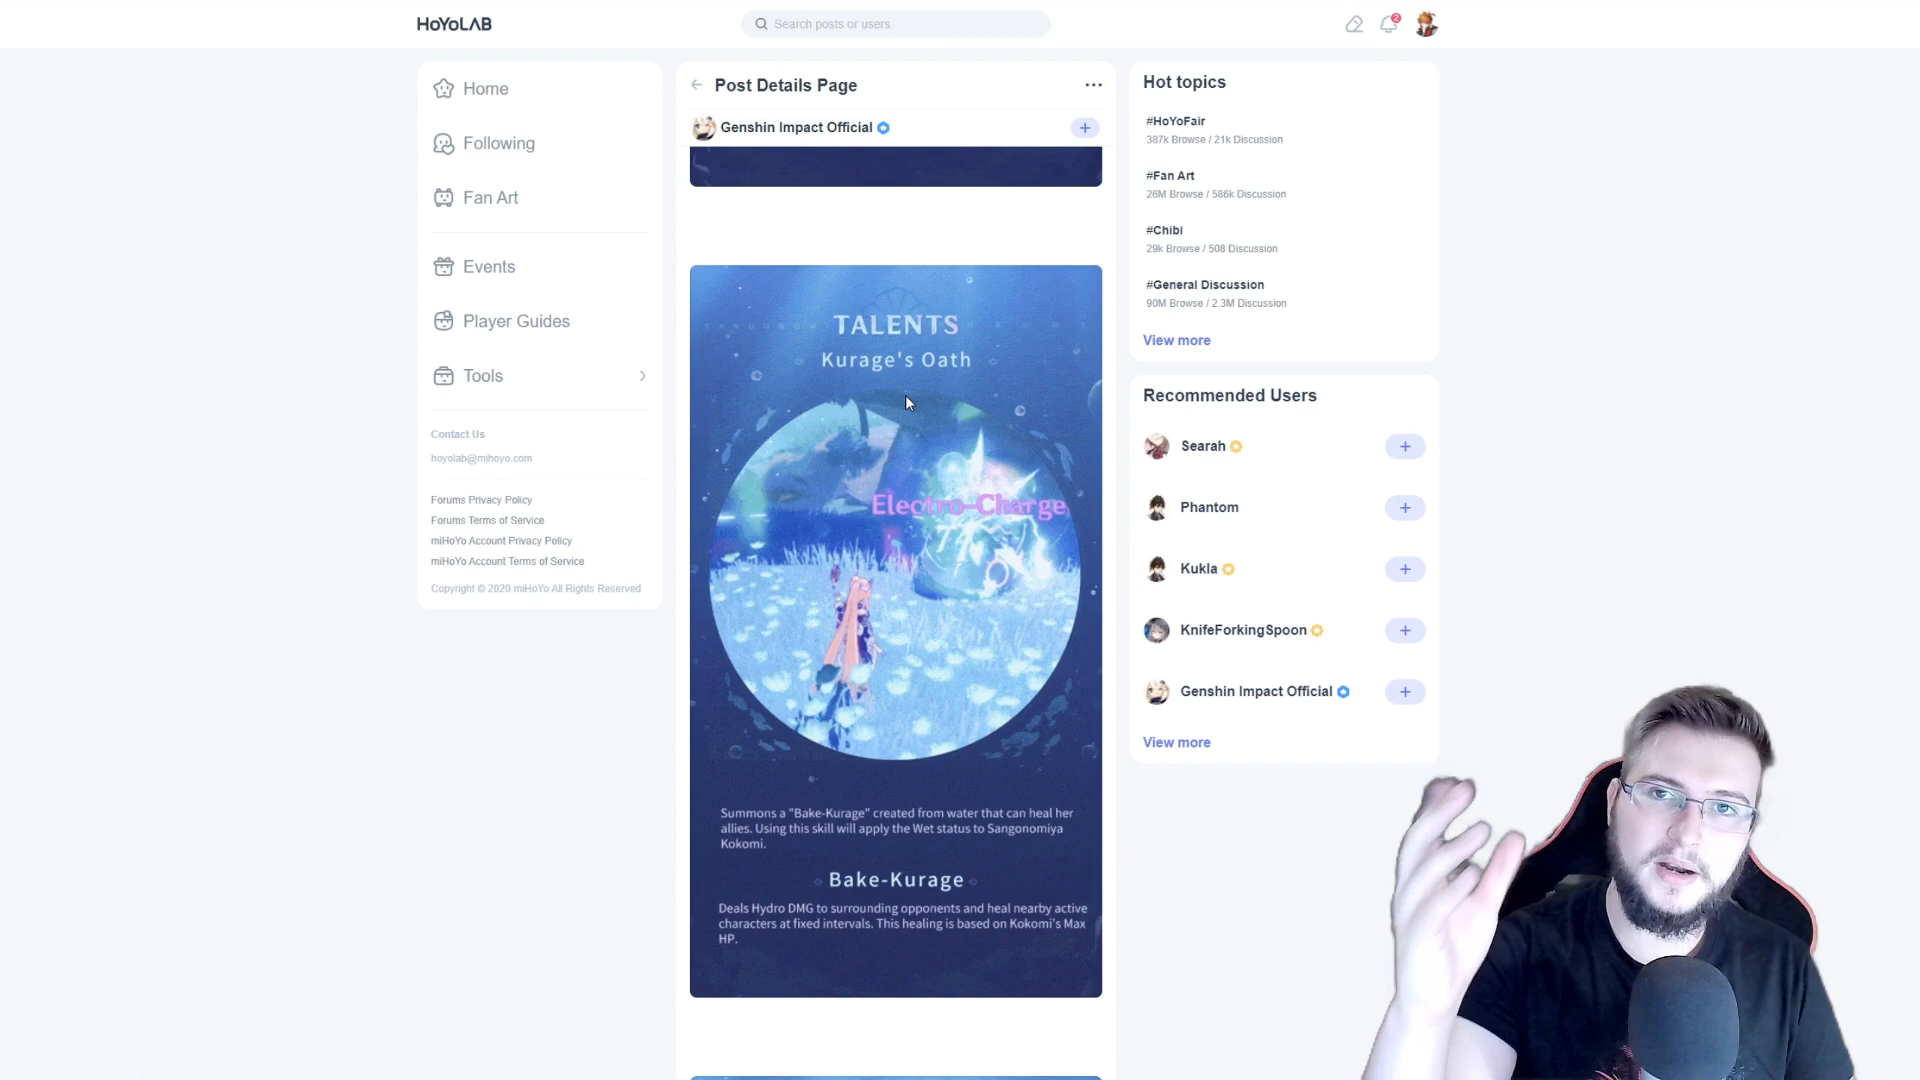 HoYoLAB
Search posts or users
2
Home
Following
Fan Art
Events
Player Guides
Tools
Contact Us
hoyolab@mihoyo.com
Forums Privacy Policy
Forums Terms of Service
miHoYo Account Privacy Policy
miHoYo Account Terms of Service
Copyright © 2020 miHoYo All Rights Reserved
Post Details Page
Genshin Impact Official
TALENTS
Kurage's Oath
Electro-Charge
Summons a "Bake-Kurage" created from water that can heal her
allies. Using this skill will apply the Wet status to Sangonomiya
Kokomi.
Bake-Kurage
Deals Hydro DMG to surrounding opponents and heal nearby active
characters at fixed intervals. This healing is based on Kokomi's Max
HP.
Hot topics
#HoYoFair
387k Browse / 21k Discussion
#Fan Art
26M Browse / 586k Discussion
#Chibi
29k Browse / 508 Discussion
#General Discussion
90M Browse / 2.3M Discussion
View more
Recommended Users
Searah
Phantom
Kukla
KnifeForkingSpoon
Genshin Impact Official
View more